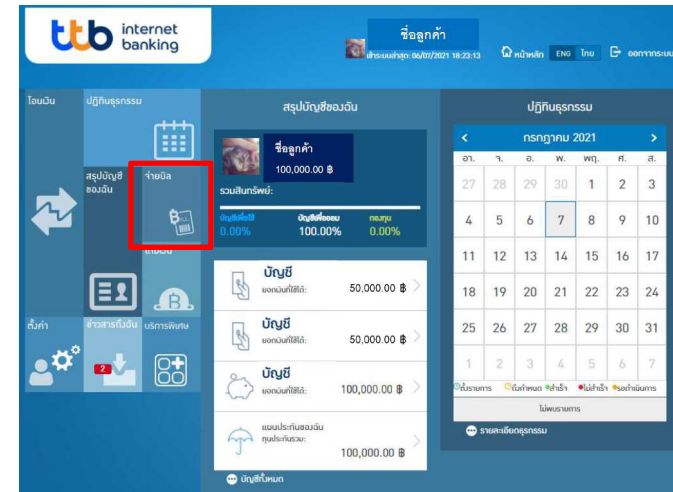 ttb internet
banking
ชื่อลูกค้า
เข้าระบบล่าสุด: 06/07/2021 18:23:13
หน้าหลัก
ENG ไทย
ออกจากระบบ
โอนเงิน
ปฏิทินธุรกรรม
สรุปบัญชี
ของฉัน
จ่ายบิล
เติมเงิน
ตั้งค่า
ข่าวสารถึงฉัน
2
บริการพิเศษ
สรุปบัญชีของฉัน
ชื่อลูกค้า
100,000.00 ฿
รวมสินทรัพย์:
บัญชีเพื่อใช้ บัญชีเพื่อออม กองทุน
0.00% 100.00% 0.00%
บัญชี
ยอดเงินที่ใช้ได้: 50,000.00 ฿
บัญชี
ยอดเงินที่ใช้ได้: 50,000.00 ฿
บัญชี
ยอดเงินที่ใช้ได้: 100,000.00 ฿
แผนประกันของฉัน
ทุนประกันรวม:
100,000.00 ฿
บัญชีทั้งหมด
ปฏิทินธุรกรรม
< กรกฎาคม 2021 >
อา. จ. อ. พ. พฤ. ศ. ส.
27 28 29 30 1 2 3
4 5 6 7 8 9 10
11 12 13 14 15 16 17
18 19 20 21 22 23 24
25 26 27 28 29 30 31
1 2 3 4 5 6 7
ตั้งรายการ ถึงกำหนด สำเร็จ ไม่สำเร็จ รอดำเนินการ
ไม่พบรายการ
รายละเอียดธุรกรรม